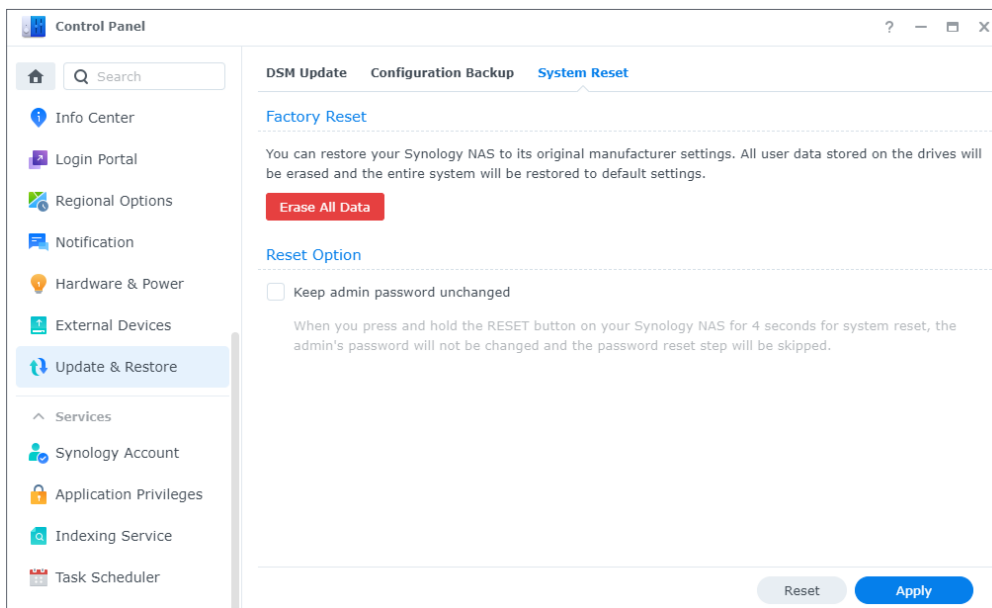 Control Panel
?
Search
Info Center
Login Portal
Regional Options
Notification
Hardware & Power
External Devices
Update & Restore
Services
Synology Account
Application Privileges
Indexing Service
Task Scheduler
DSM Update Configuration Backup System Reset
Factory Reset
You can restore your Synology NAS to its original manufacturer settings. All user data stored on the drives will
be erased and the entire system will be restored to default settings.
Erase All Data
Reset Option
Keep admin password unchanged
When you press and hold the RESET button on your Synology NAS for 4 seconds for system reset, the
admin's password will not be changed and the password reset step will be skipped.
Reset Apply